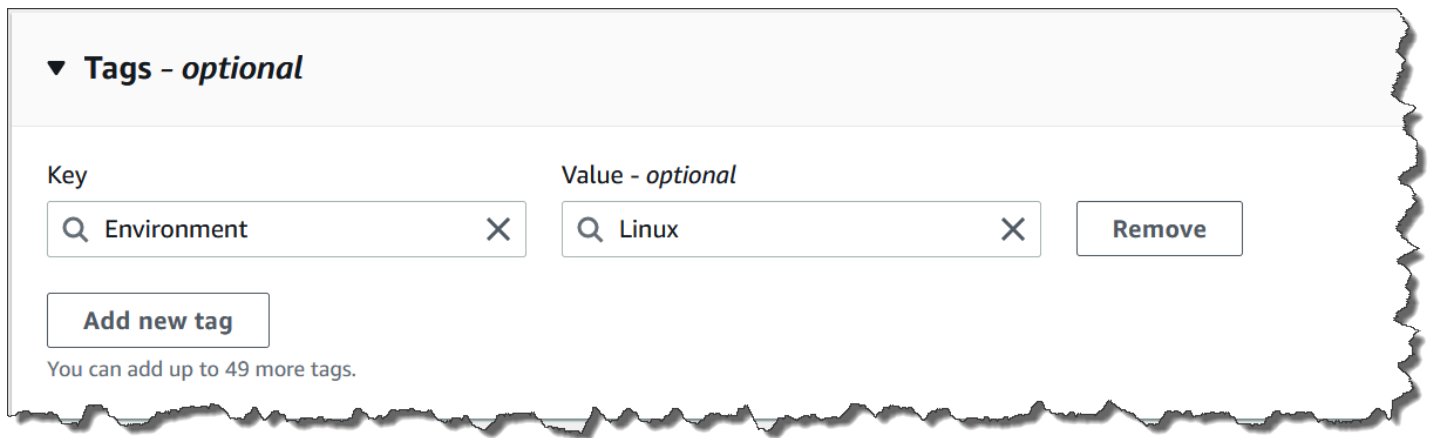 Tags - optional
Key
Value - optional
Environment
Linux
Remove
Add new tag
You can add up to 49 more tags.